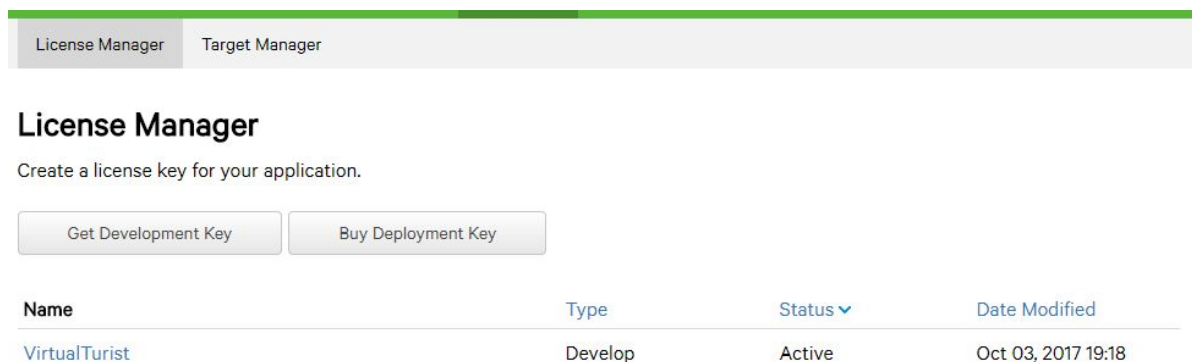 License Manager Target Manager
License Manager
Create a license key for your application.
Get Development Key Buy Deployment Key
Name Type Status Date Modified
VirtualTurist Develop Active Oct 03, 2017 19:18